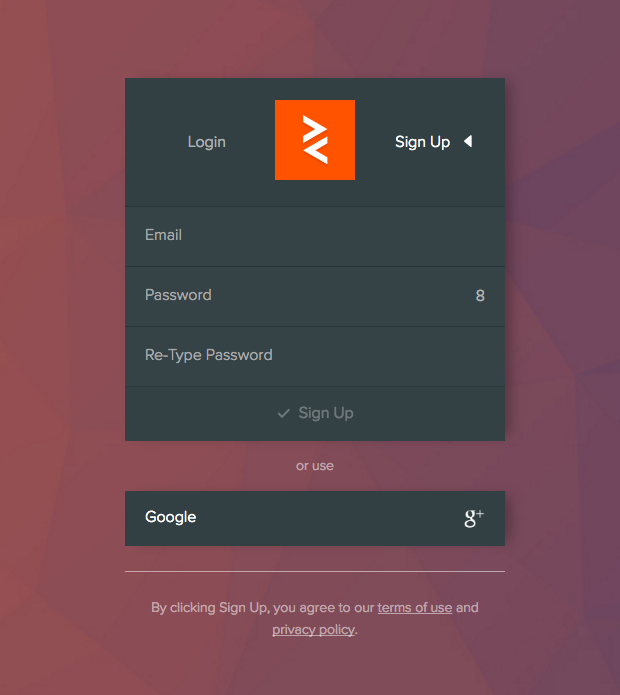 Login
Sign Up
Email
Password 8
Re-Type Password
Sign Up
or use
Google g+
By clicking Sign Up, you agree to our terms of use and
privacy policy.